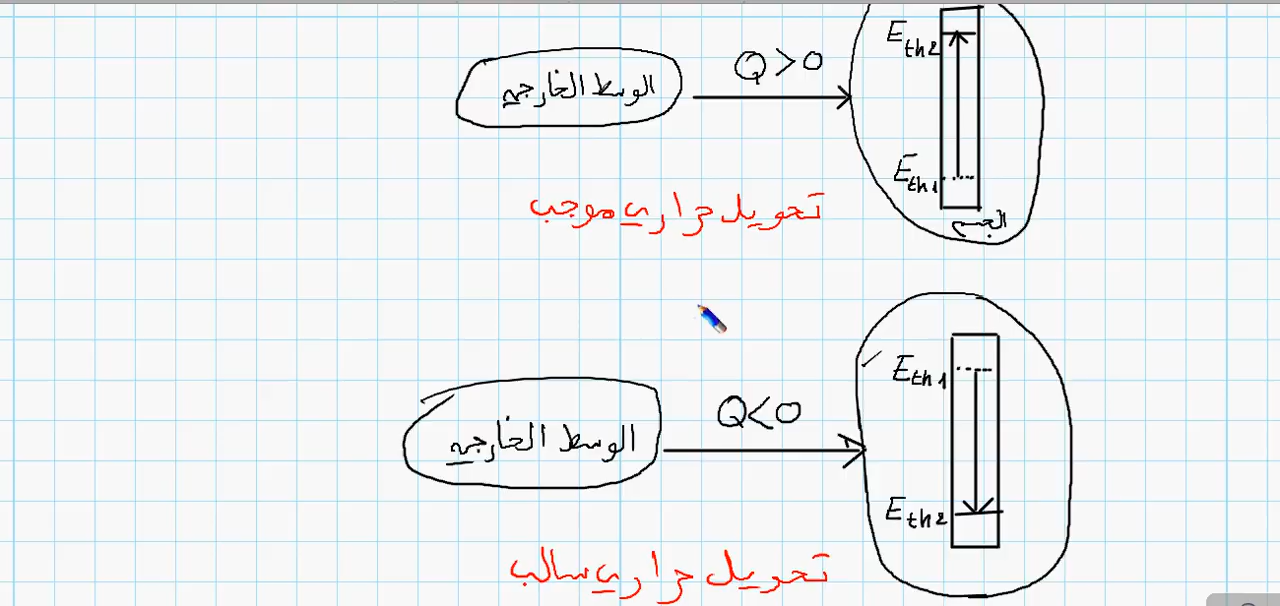 E th2
الوسط الخارجي
Q>0
E th1
تحويل حراري موجب
الجسم
E th1
Q<0
الوسط الخارجي
E th2
تحويل حراري سالب